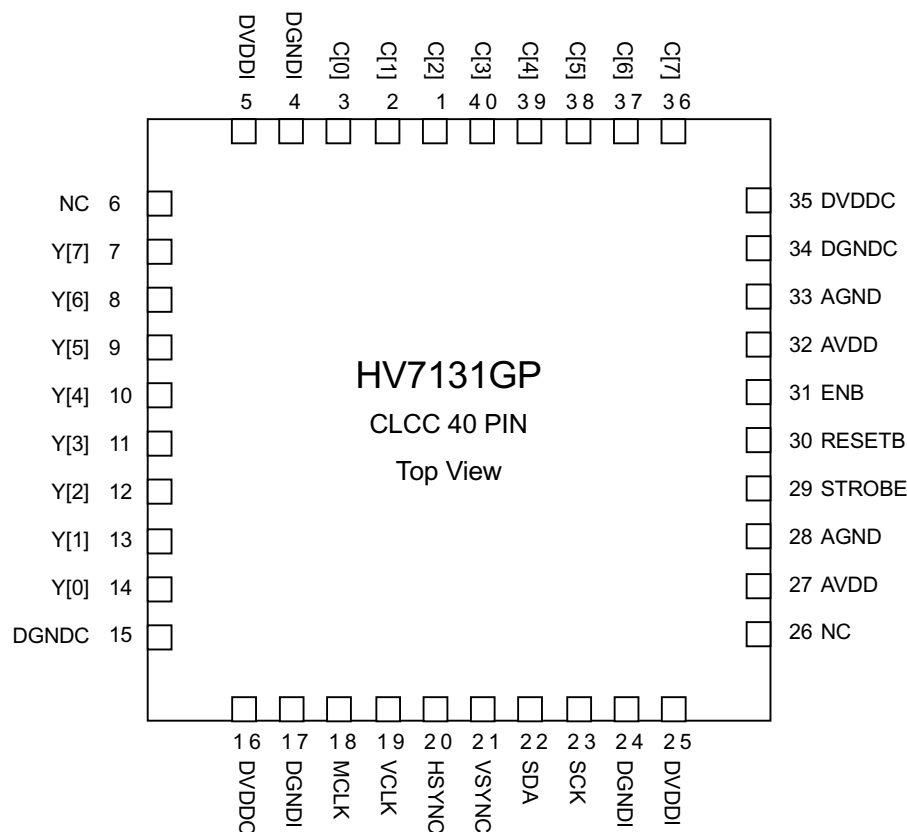 DVDDI
DGNDI
C[0]
C[1]
C[2]
C[3]
C[4]
C[5]
C[6]
C[7]
5 4 3 2 1 40 39 38 37 36
NC 6
Y[7] 7
Y[6] 8
Y[5] 9
Y[4] 10
Y[3] 11
Y[2] 12
Y[1] 13
Y[0] 14
DGNDC 15
HV7131GP
CLCC 40 PIN
Top View
35 DVDDC
34 DGNDC
33 AGND
32 AVDD
31 ENB
30 RESETB
29 STROBE
28 AGND
27 AVDD
26 NC
16 17 18 19 20 21 22 23 24 25
DVDDC
DGNDI
MCLK
VCLK
HSYNC
VSYNC
SDA
SCK
DGNDI
DVDDI